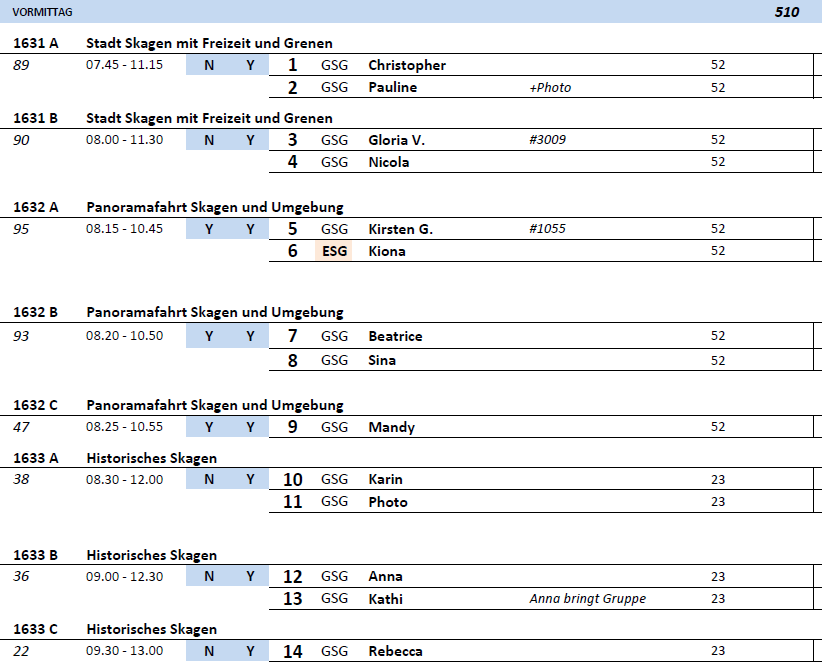 VORMITTAG 510
1631 A Stadt Skagen mit Freizeit und Grenen
89 07.45 - 11.15 N Y 1 GSG Christopher 52
2 GSG Pauline +Photo 52
1631 B Stadt Skagen mit Freizeit und Grenen
90 08.00 - 11.30 N Y 3 GSG Gloria V. #3009 52
4 GSG Nicola 52
1632 A Panoramafahrt Skagen und Umgebung
95 08.15 - 10.45 Y Y 5 GSG Kirsten G. #1055 52
6 ESG Kiona 52
1632 B Panoramafahrt Skagen und Umgebung
93 08.20 - 10.50 Y Y 7 GSG Beatrice 52
8 GSG Sina 52
1632 C Panoramafahrt Skagen und Umgebung
47 08.25 - 10.55 Y Y 9 GSG Mandy 52
1633 A Historisches Skagen
38 08.30 - 12.00 N Y 10 GSG Karin 23
11 GSG Photo 23
1633 B Historisches Skagen
36 09.00 - 12.30 N Y 12 GSG Anna 23
13 GSG Kathi Anna bringt Gruppe 23
1633 C Historisches Skagen
22 09.30 - 13.00 N Y 14 GSG Rebecca 23